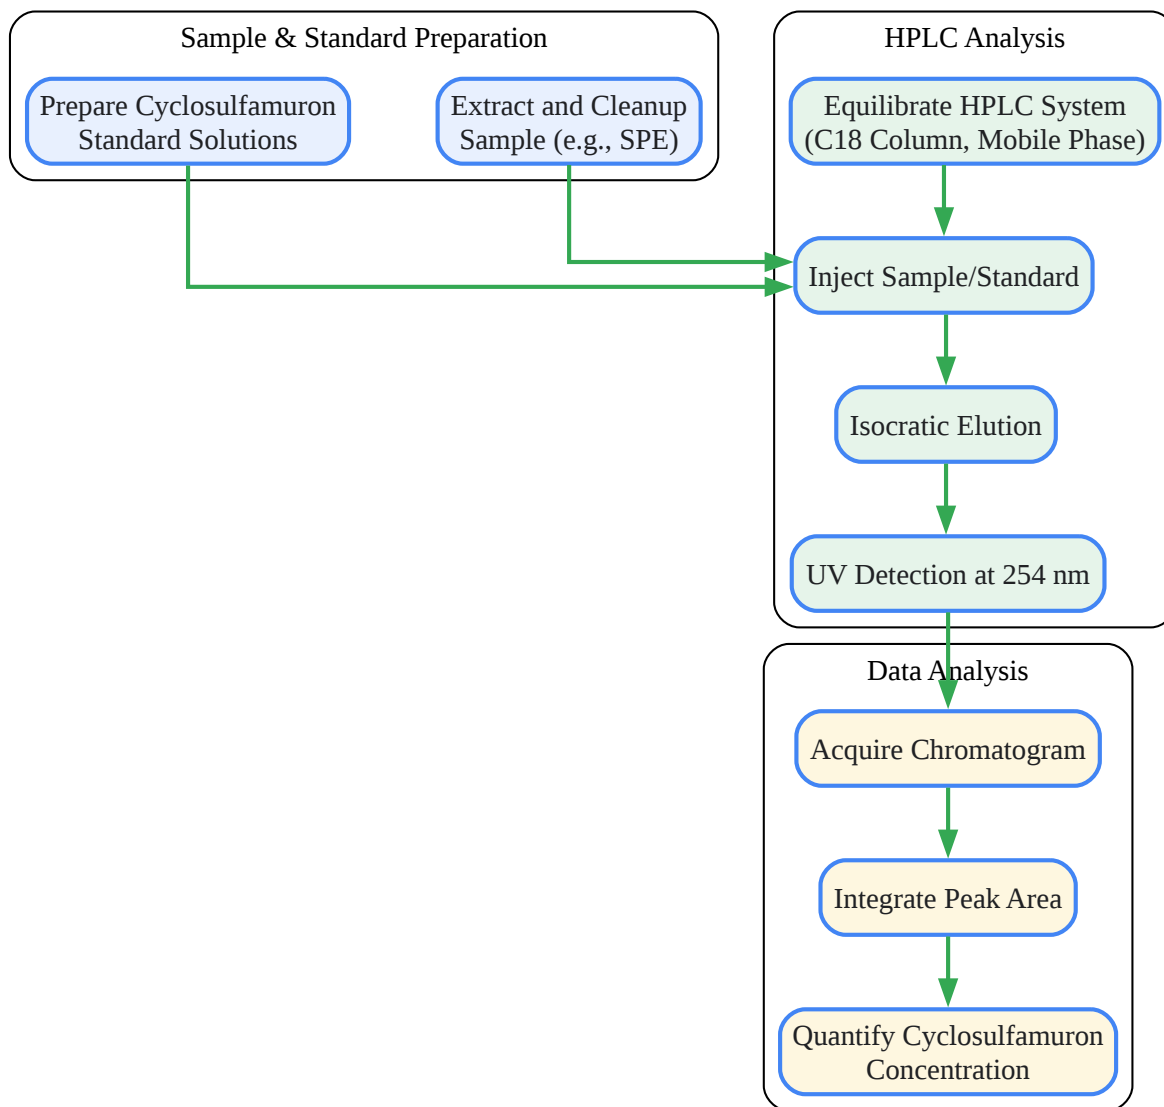 Sample & Standard Preparation
Prepare Cyclosulfamuron
Standard Solutions
Extract and Cleanup
Sample (e.g., SPE)
HPLC Analysis
Equilibrate HPLC System
(C18 Column, Mobile Phase)
Inject Sample/Standard
Isocratic Elution
UV Detection at 254 nm
Data Analysis
Acquire Chromatogram
Integrate Peak Area
Quantify Cyclosulfamuron
Concentration